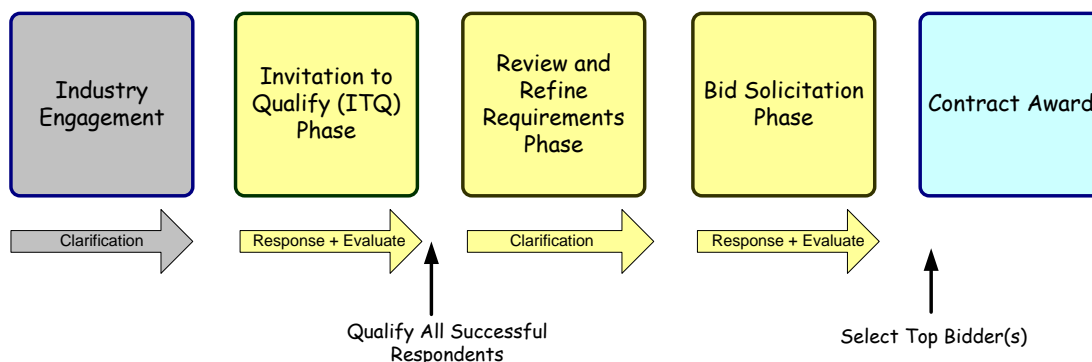 Industry
Engagement
Invitation to
Qualify (ITQ)
Phase
Review and
Refine
Requirements
Phase
Bid Solicitation
Phase
Contract Award
Clarification
Response + Evaluate
Clarification
Response + Evaluate
Qualify All Successful
Respondents
Select Top Bidder(s)